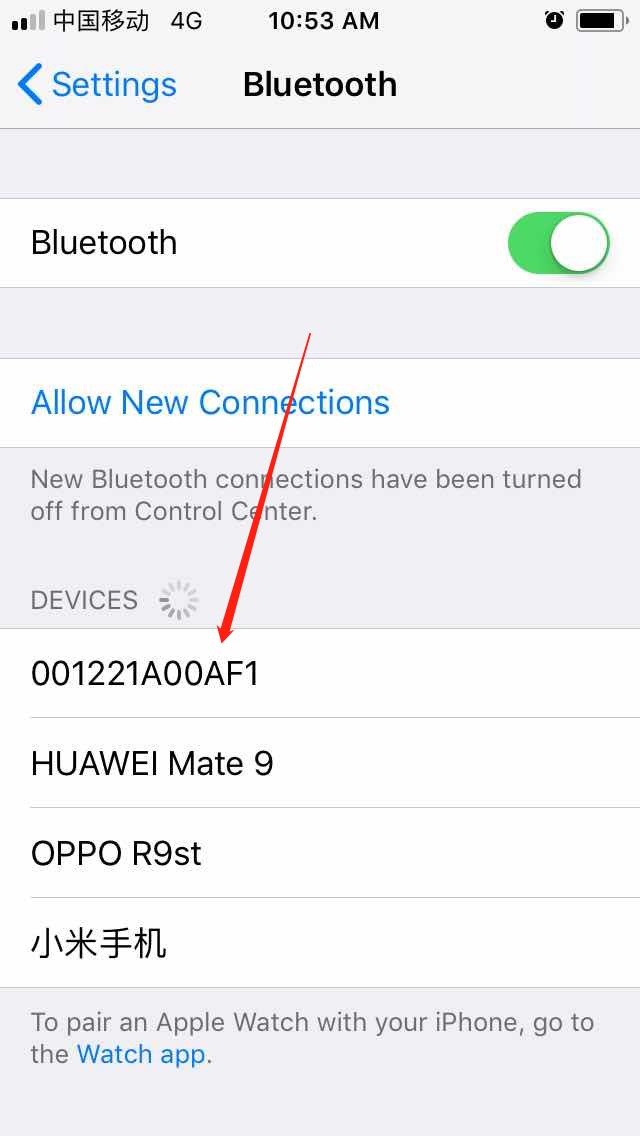 中国移动 4G 10:53 AM
Settings Bluetooth
Bluetooth
Allow New Connections
New Bluetooth connections have been turned
off from Control Center.
DEVICES
001221A00AF1
HUAWEI Mate 9
OPPO R9st
小米手机
To pair an Apple Watch with your iPhone, go to
the Watch app.